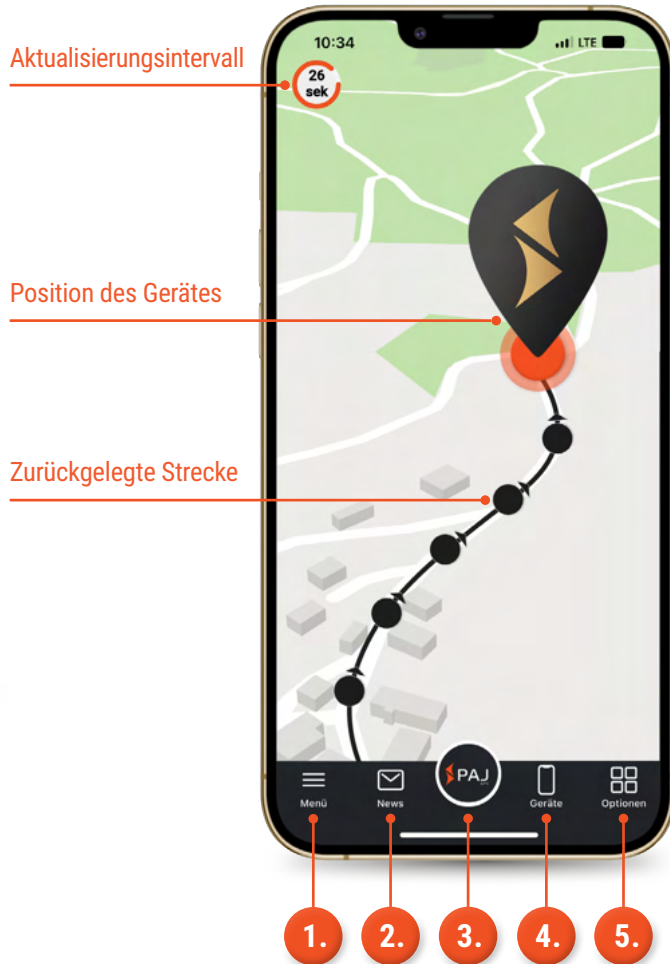 10:34
LTE
Aktualisierungsintervall
26
sek
Position des Gerätes
Zurückgelegte Strecke
PAJ
Menü
News
Geräte
Optionen
1.
2.
3.
4.
5.